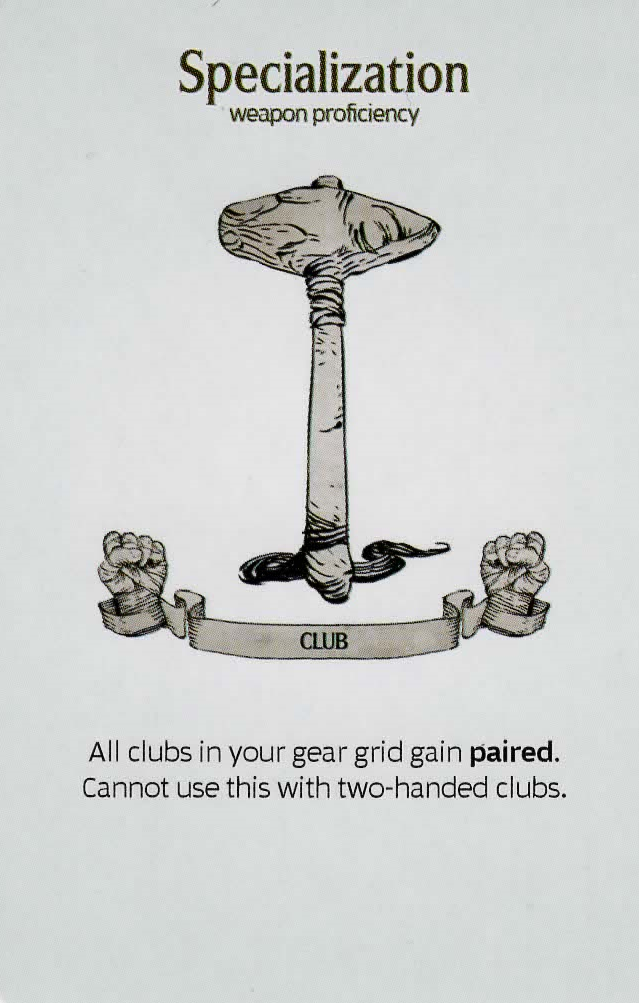 Specialization
weapon proficiency
CLUB
All clubs in your gear grid gain paired.
Cannot use this with two-handed clubs.